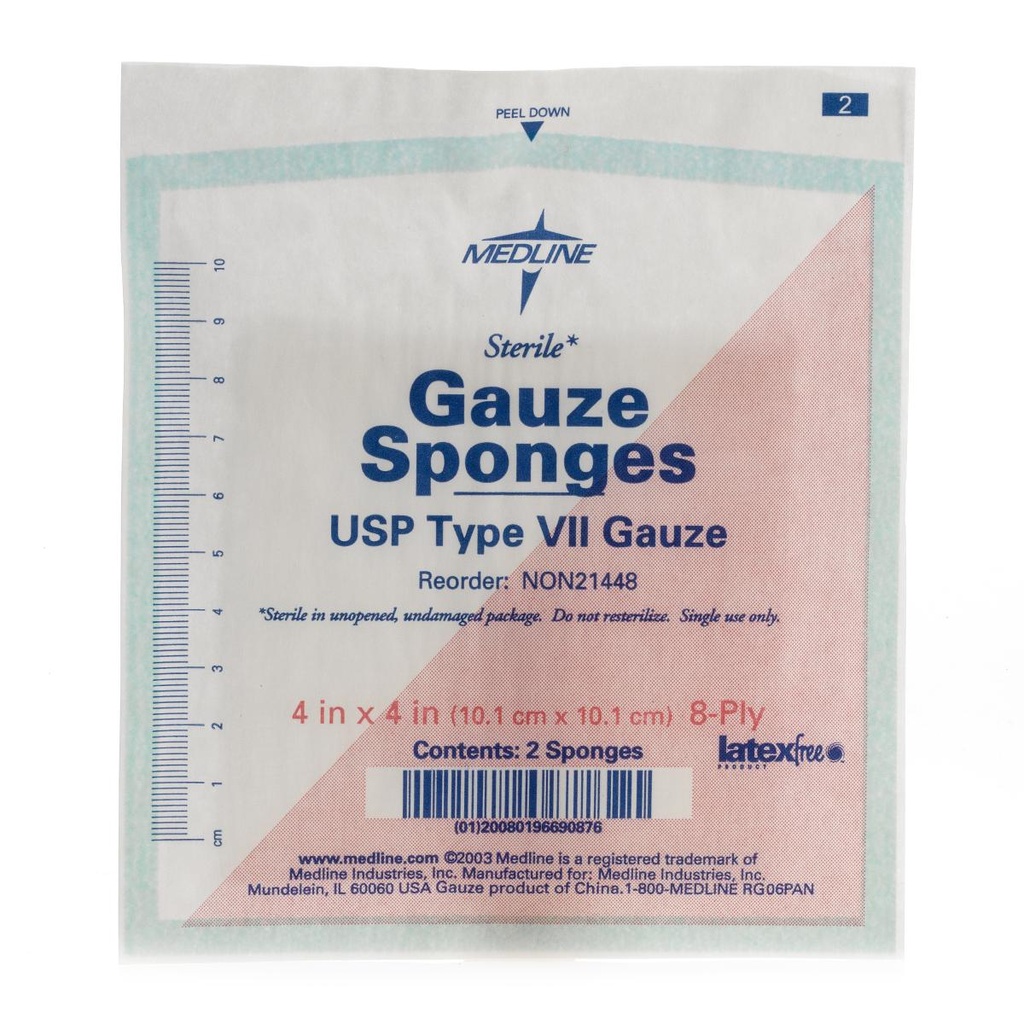 PEEL DOWN
2
MEDLINE
Sterile*
Gauze
Sponges
USP Type VII Gauze
Reorder: NON21448
*Sterile in unopened, undamaged package. Do not resterilize. Single use only.
10
9
8
7
6
5
4
3
2
1
cm
4 in x 4 in (10.1 cm x 10.1 cm) 8-Ply
Contents: 2 Sponges
latexfree
PRODUCT
(01)20080196690876
www.medline.com ©2003 Medline is a registered trademark of
Medline Industries, Inc. Manufactured for: Medline Industries, Inc.
Mundelein, IL 60060 USA Gauze product of China.1-800-MEDLINE RG06PAN